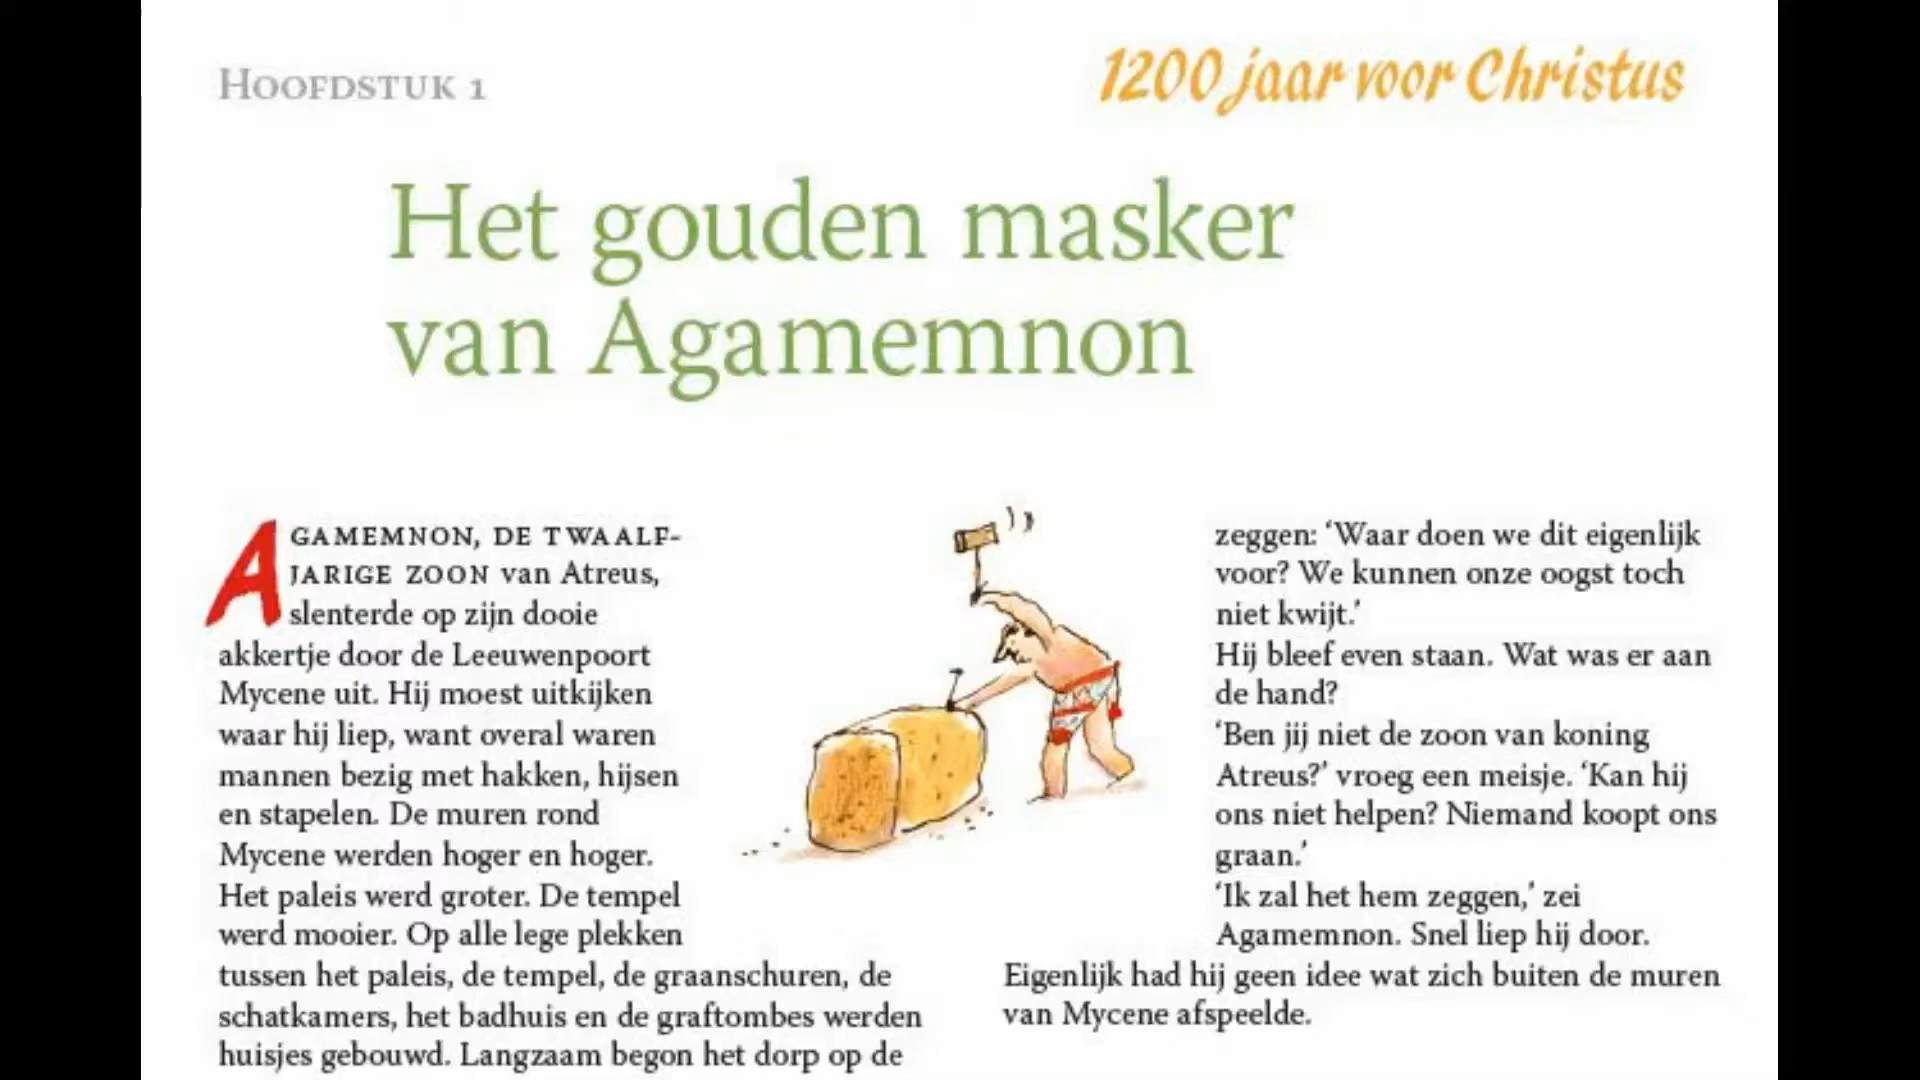 HOOFDSTUK 1
1200 jaar voor Christus
Het gouden masker
van Agamemnon
AGAMEMNON, DE TWAALF-
JARIGE ZOON van Atreus,
slenterde op zijn dooie
akkertje door de Leeuwenpoort
Mycene uit. Hij moest uitkijken
waar hij liep, want overal waren
mannen bezig met hakken, hijsen
en stapelen. De muren rond
Mycene werden hoger en hoger.
Het paleis werd groter. De tempel
werd mooier. Op alle lege plekken
tussen het paleis, de tempel, de graanschuren, de
schatkamers, het badhuis en de graftombes werden
huisjes gebouwd. Langzaam begon het dorp op de
zeggen: ‘Waar doen we dit eigenlijk
voor? We kunnen onze oogst toch
niet kwijt.’
Hij bleef even staan. Wat was er aan
de hand?
‘Ben jij niet de zoon van koning
Atreus?’ vroeg een meisje. ‘Kan hij
ons niet helpen? Niemand koopt ons
graan.’
‘Ik zal het hem zeggen,’ zei
Agamemnon. Snel liep hij door.
Eigenlijk had hij geen idee wat zich buiten de muren
van Mycene afspeelde.